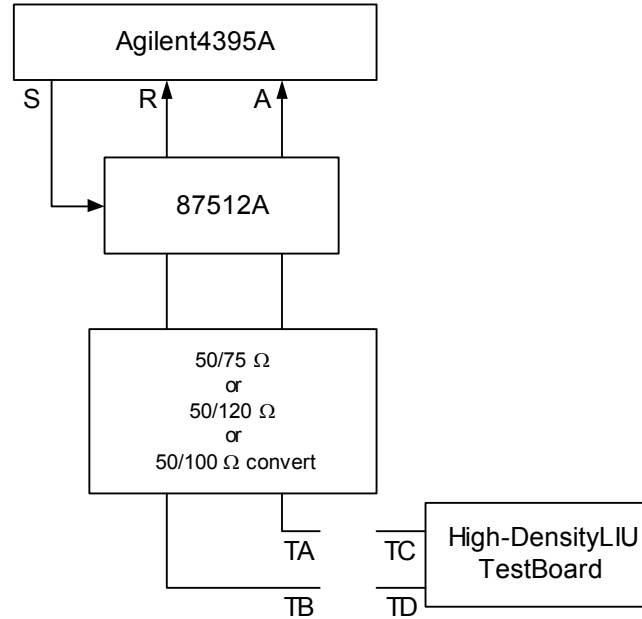 Agilent4395A
S R A
87512A
50/75 Ω
or
50/120 Ω
or
50/100 Ω convert
TA TC
High-DensityLIU
TestBoard
TB TD